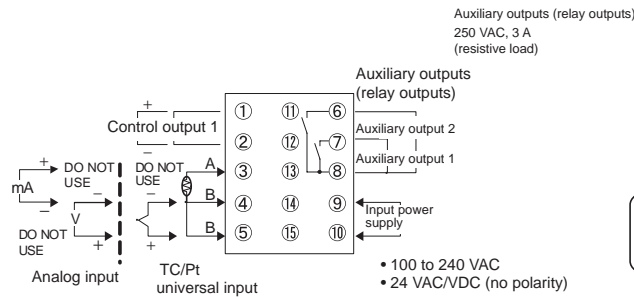 Auxiliary outputs (relay outputs)
250 VAC, 3 A
(resistive load)
Auxiliary outputs
(relay outputs)
+
Control output 1
−
1
2
3
4
5
11
12
13
14
15
6
7
8
9
10
Auxiliary output 2
Auxiliary output 1
Input power
supply
mA
+
−
DO NOT
USE
V
−
+
DO NOT
USE
DO NOT
USE
−
+
A
B
B
Analog input
TC/Pt
universal input
• 100 to 240 VAC
• 24 VAC/VDC (no polarity)